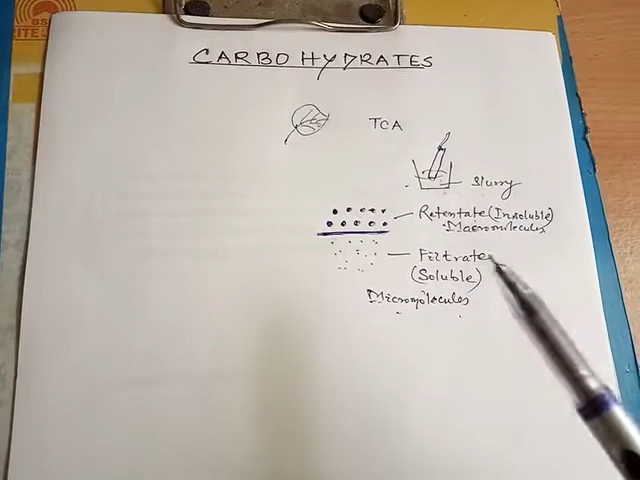 CARBOHYDRATES
TCA
Slurry
Retentate (Insoluble)
Macromolecules
Filtrate
(Soluble)
Micromolecules